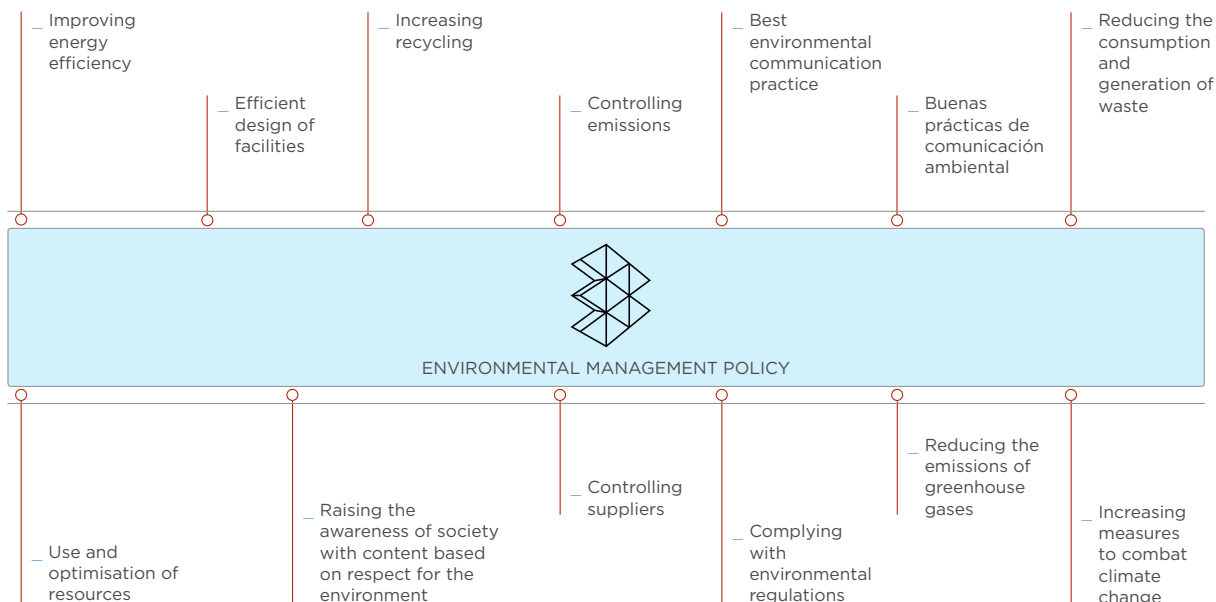 _ Improving
energy
efficiency
_ Efficient
design of
facilities
_ Increasing
recycling
_ Controlling
emissions
_ Best
environmental
communication
practice
_ Buenas
prácticas de
comunicación
ambiental
_ Reducing the
consumption
and
generation of
waste
ENVIRONMENTAL MANAGEMENT POLICY
_ Use and
optimisation of
resources
_ Raising the
awareness of society
with content based
on respect for the
environment
_ Controlling
suppliers
_ Complying
with
environmental
regulations
_ Reducing the
emissions of
greenhouse
gases
_ Increasing
measures
to combat
climate
change